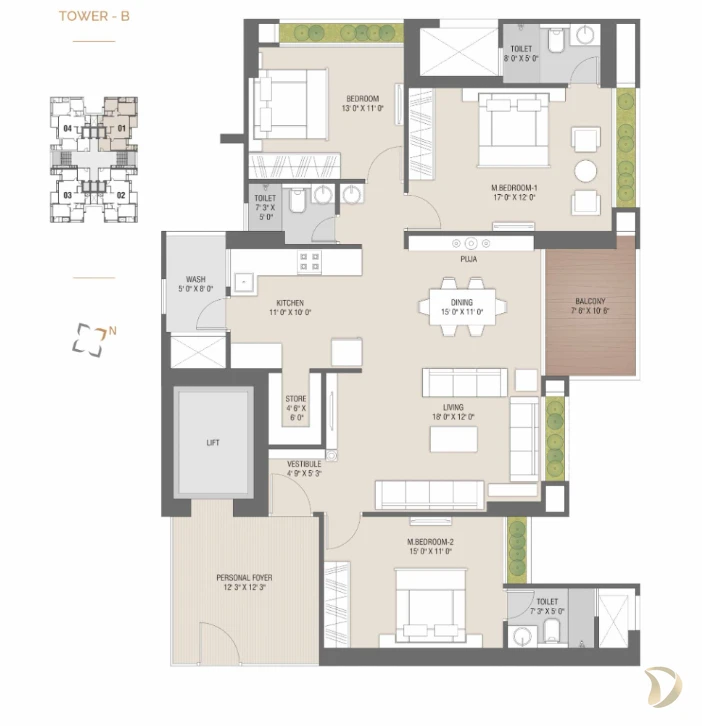 TOWER - B
04
01
03
02
N
TOILET
8' 0" X 5' 0"
BEDROOM
13' 0" X 11' 0"
M.BEDROOM-1
17' 0" X 12' 0"
TOILET
7' 3" X
5' 0"
WASH
5' 0" X 8' 0"
PUJA
KITCHEN
11' 0" X 10' 0"
DINING
15' 0" X 11' 0"
BALCONY
7' 6" X 10' 6"
STORE
4' 6" X
6' 0"
LIVING
18' 0" X 12' 0"
LIFT
VESTIBULE
4' 9" X 5' 3"
M.BEDROOM-2
15' 0" X 11' 0"
PERSONAL FOYER
12' 3" X 12' 3"
TOILET
7' 3" X 5' 0"